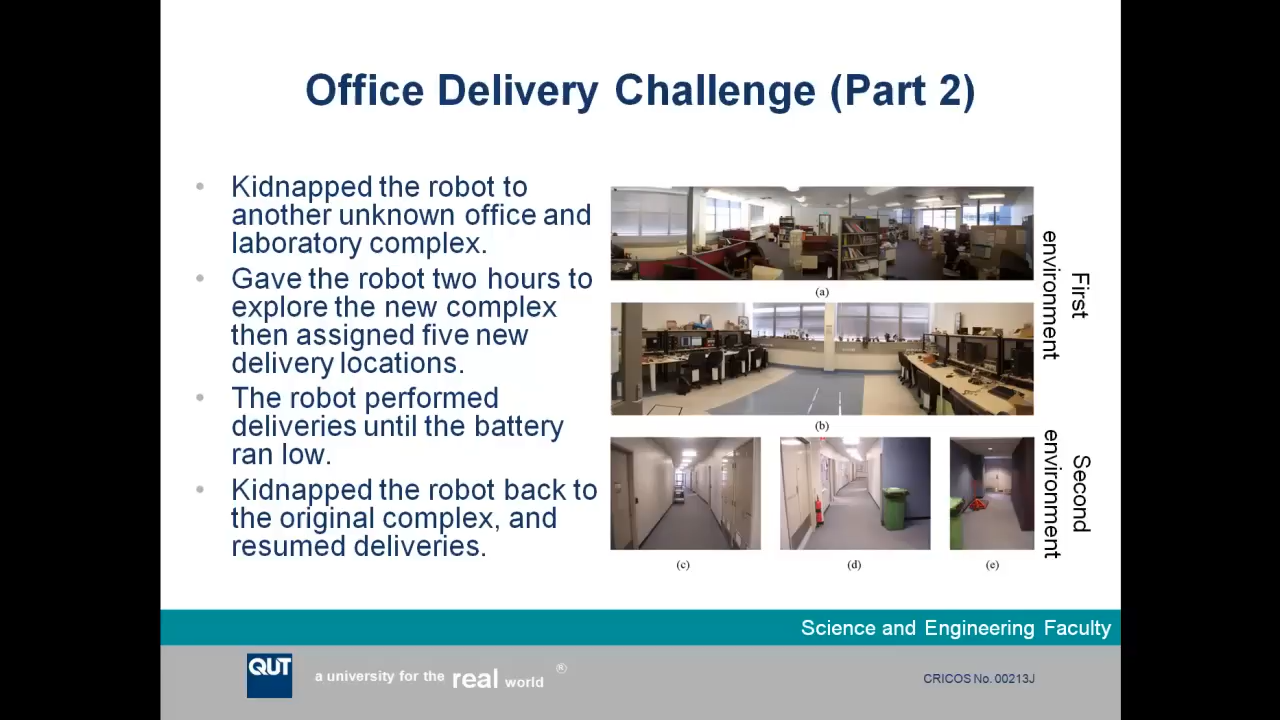 Office Delivery Challenge (Part 2)
• Kidnapped the robot to
another unknown office and
laboratory complex.
• Gave the robot two hours to
explore the new complex
then assigned five new
delivery locations.
• The robot performed
deliveries until the battery
ran low.
• Kidnapped the robot back to
the original complex, and
resumed deliveries.
(a)
(b)
(c)
(d)
(e)
First
environment
Second
environment
Science and Engineering Faculty
QUT
a university for the real world ®
CRICOS No. 00213J